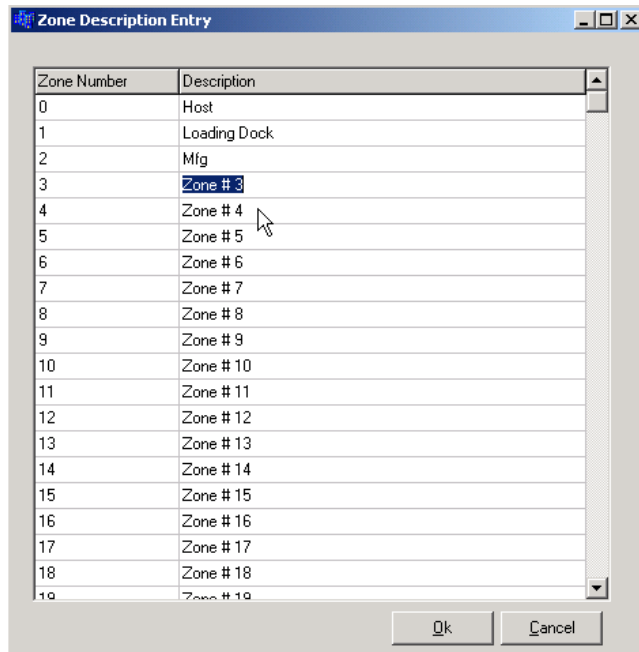 Zone Description Entry
Zone Number Description
0 Host
1 Loading Dock
2 Mfg
3 Zone # 3
4 Zone # 4
5 Zone # 5
6 Zone # 6
7 Zone # 7
8 Zone # 8
9 Zone # 9
10 Zone # 10
11 Zone # 11
12 Zone # 12
13 Zone # 13
14 Zone # 14
15 Zone # 15
16 Zone # 16
17 Zone # 17
18 Zone # 18
19 Zone # 19
Ok Cancel